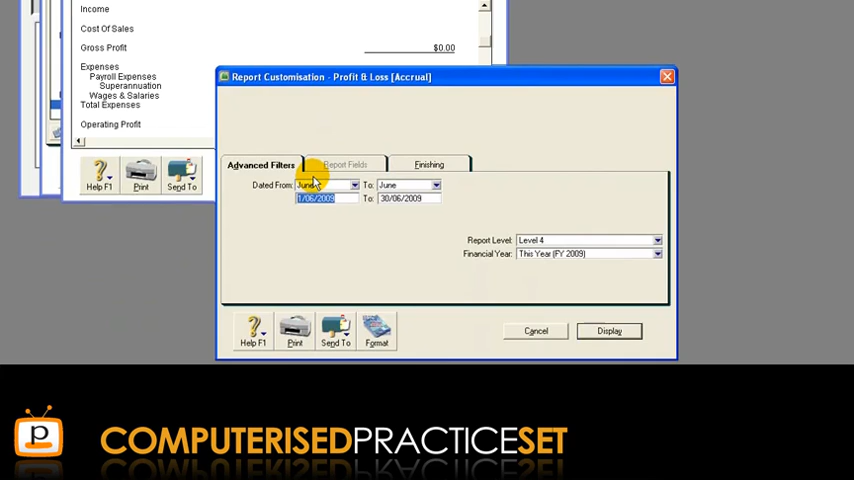 Income
Cost Of Sales
Gross Profit $0.00
Expenses
Payroll Expenses
Superannuation
Wages & Salaries
Total Expenses
Operating Profit
Help F1 Print Send To
Report Customisation - Profit & Loss [Accrual]
Advanced Filters Report Fields Finishing
Dated From: June To: June
1/06/2009 To: 30/06/2009
Report Level: Level 4
Financial Year: This Year (FY 2009)
Help F1 Print Send To Format Cancel Display
p COMPUTERISEDPRACTICESET